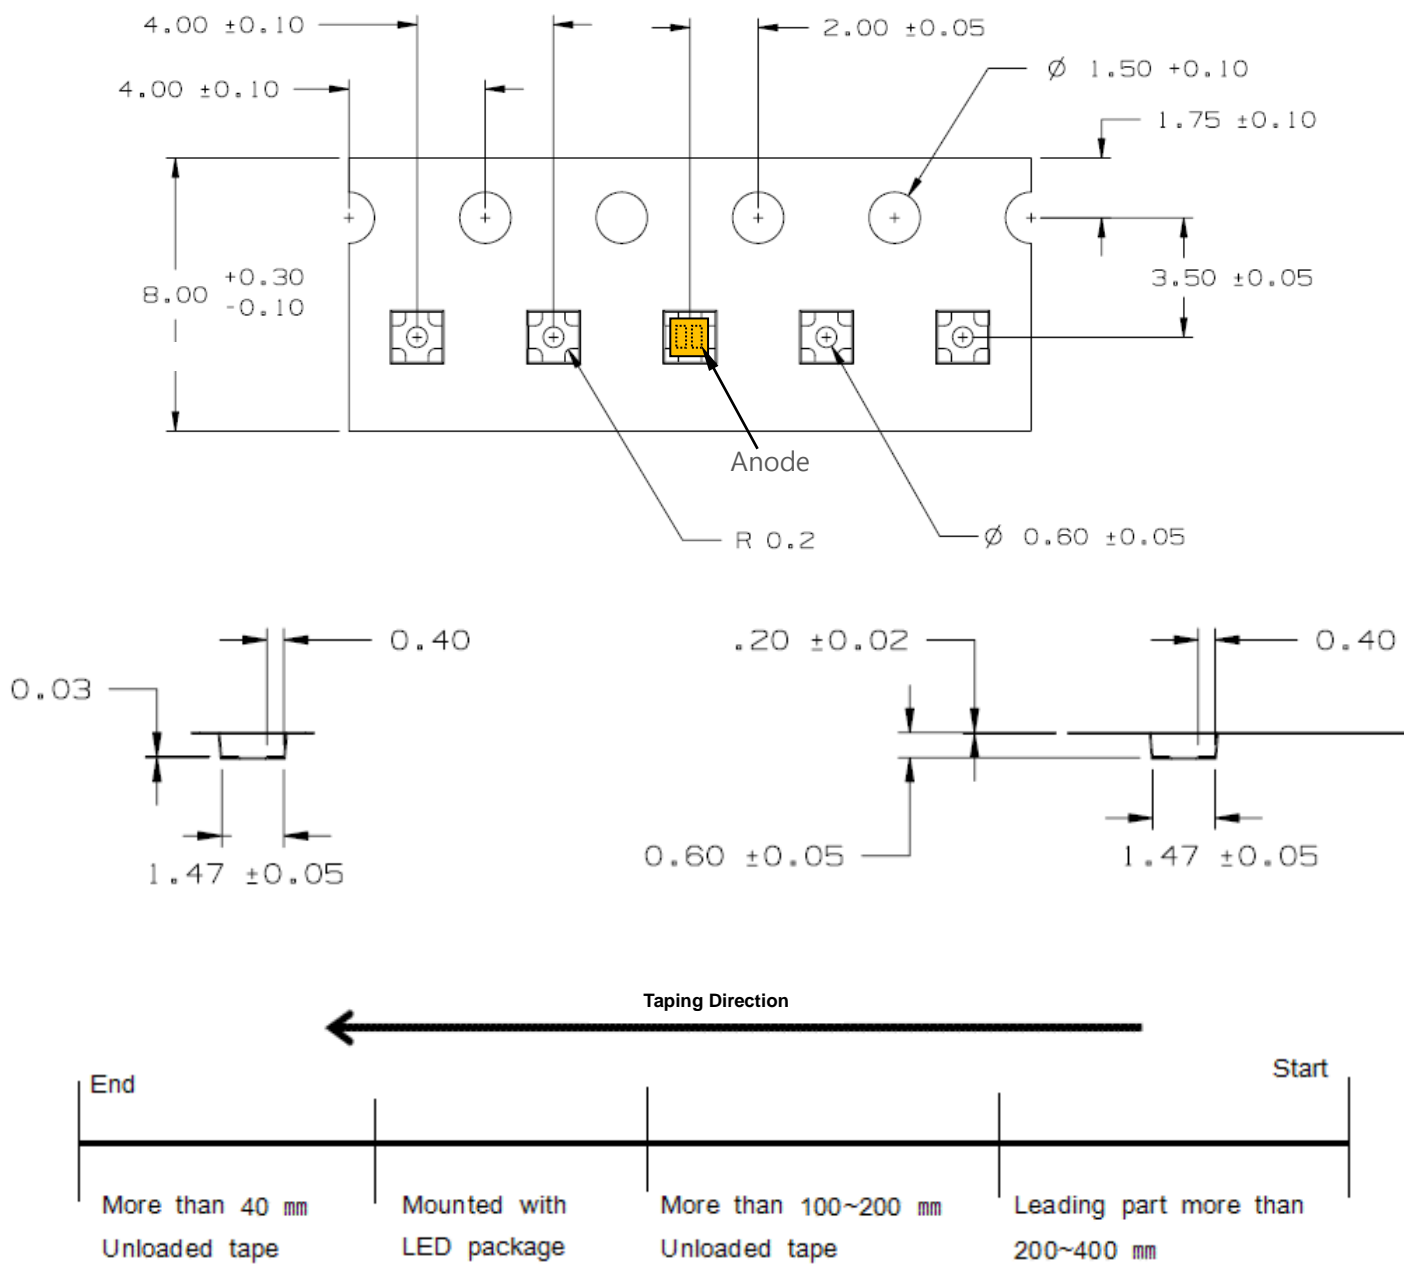 4.00 ±0.10
2.00 ±0.05
Ø 1.50 +0.10
4.00 ±0.10
1.75 ±0.10
8.00 +0.30
-0.10
3.50 ±0.05
Anode
R 0.2
Ø 0.60 ±0.05
0.40
.20 ±0.02
0.40
0.03
0.60 ±0.05
1.47 ±0.05
1.47 ±0.05
Taping Direction
End
Start
More than 40 mm
Unloaded tape
Mounted with
LED package
More than 100~200 mm
Unloaded tape
Leading part more than
200~400 mm